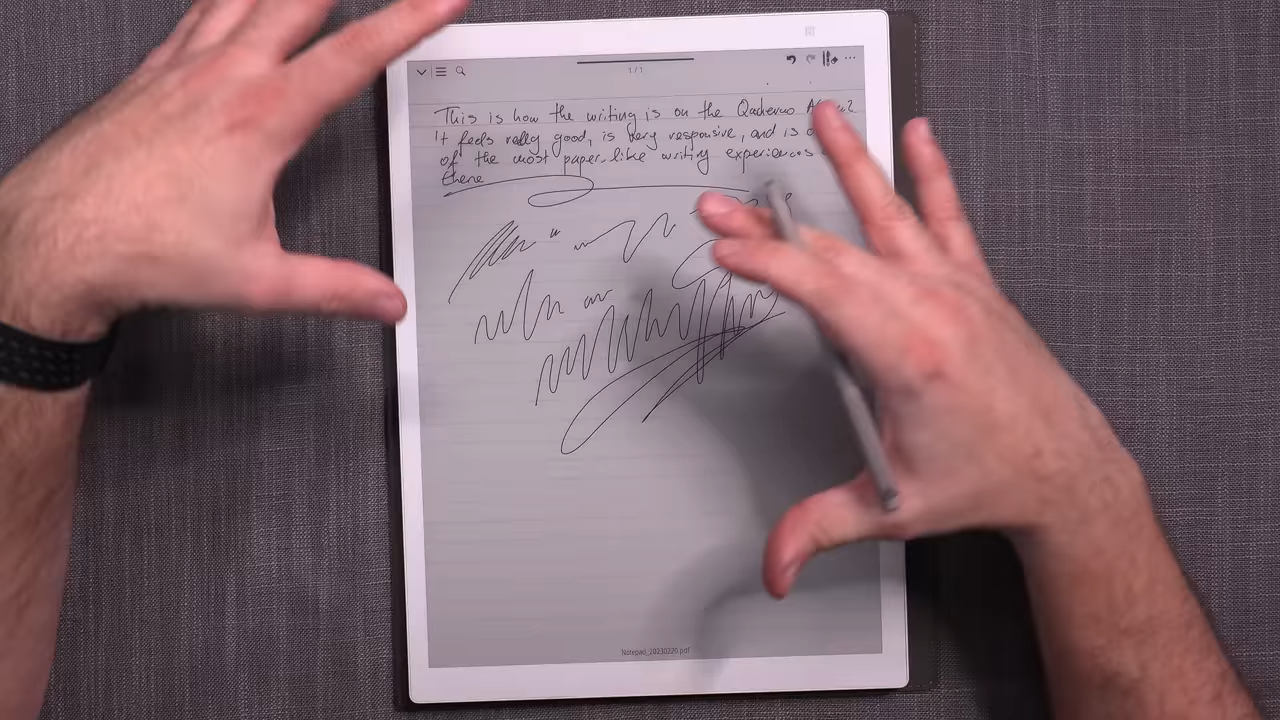 1/1
This is how the writing is on the Quaderno
It feels really good, is very responsive, and is
of the most paper-like writing experiences
there
Notepad_20230220.pdf